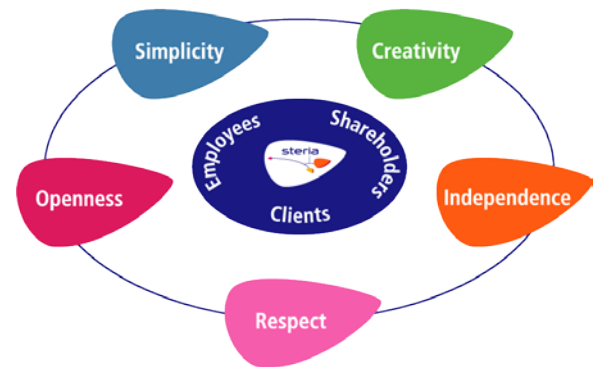 Simplicity
Creativity
Employees
Shareholders
steria
Clients
Openness
Independence
Respect